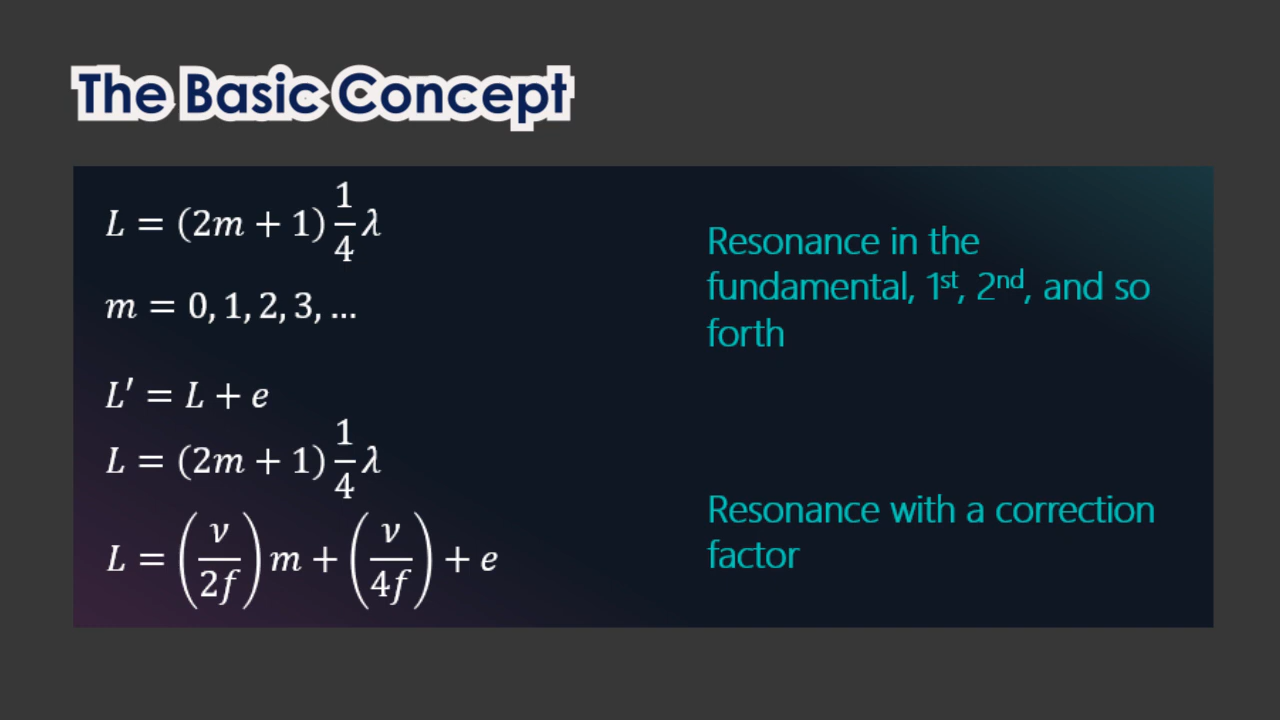 The Basic Concept
L = (2m + 1) 1/4 λ
m = 0, 1, 2, 3, ...
Resonance in the
fundamental, 1st, 2nd, and so
forth
L′ = L + e
L = (2m + 1) 1/4 λ
L = (v/2f) m + (v/4f) + e
Resonance with a correction
factor